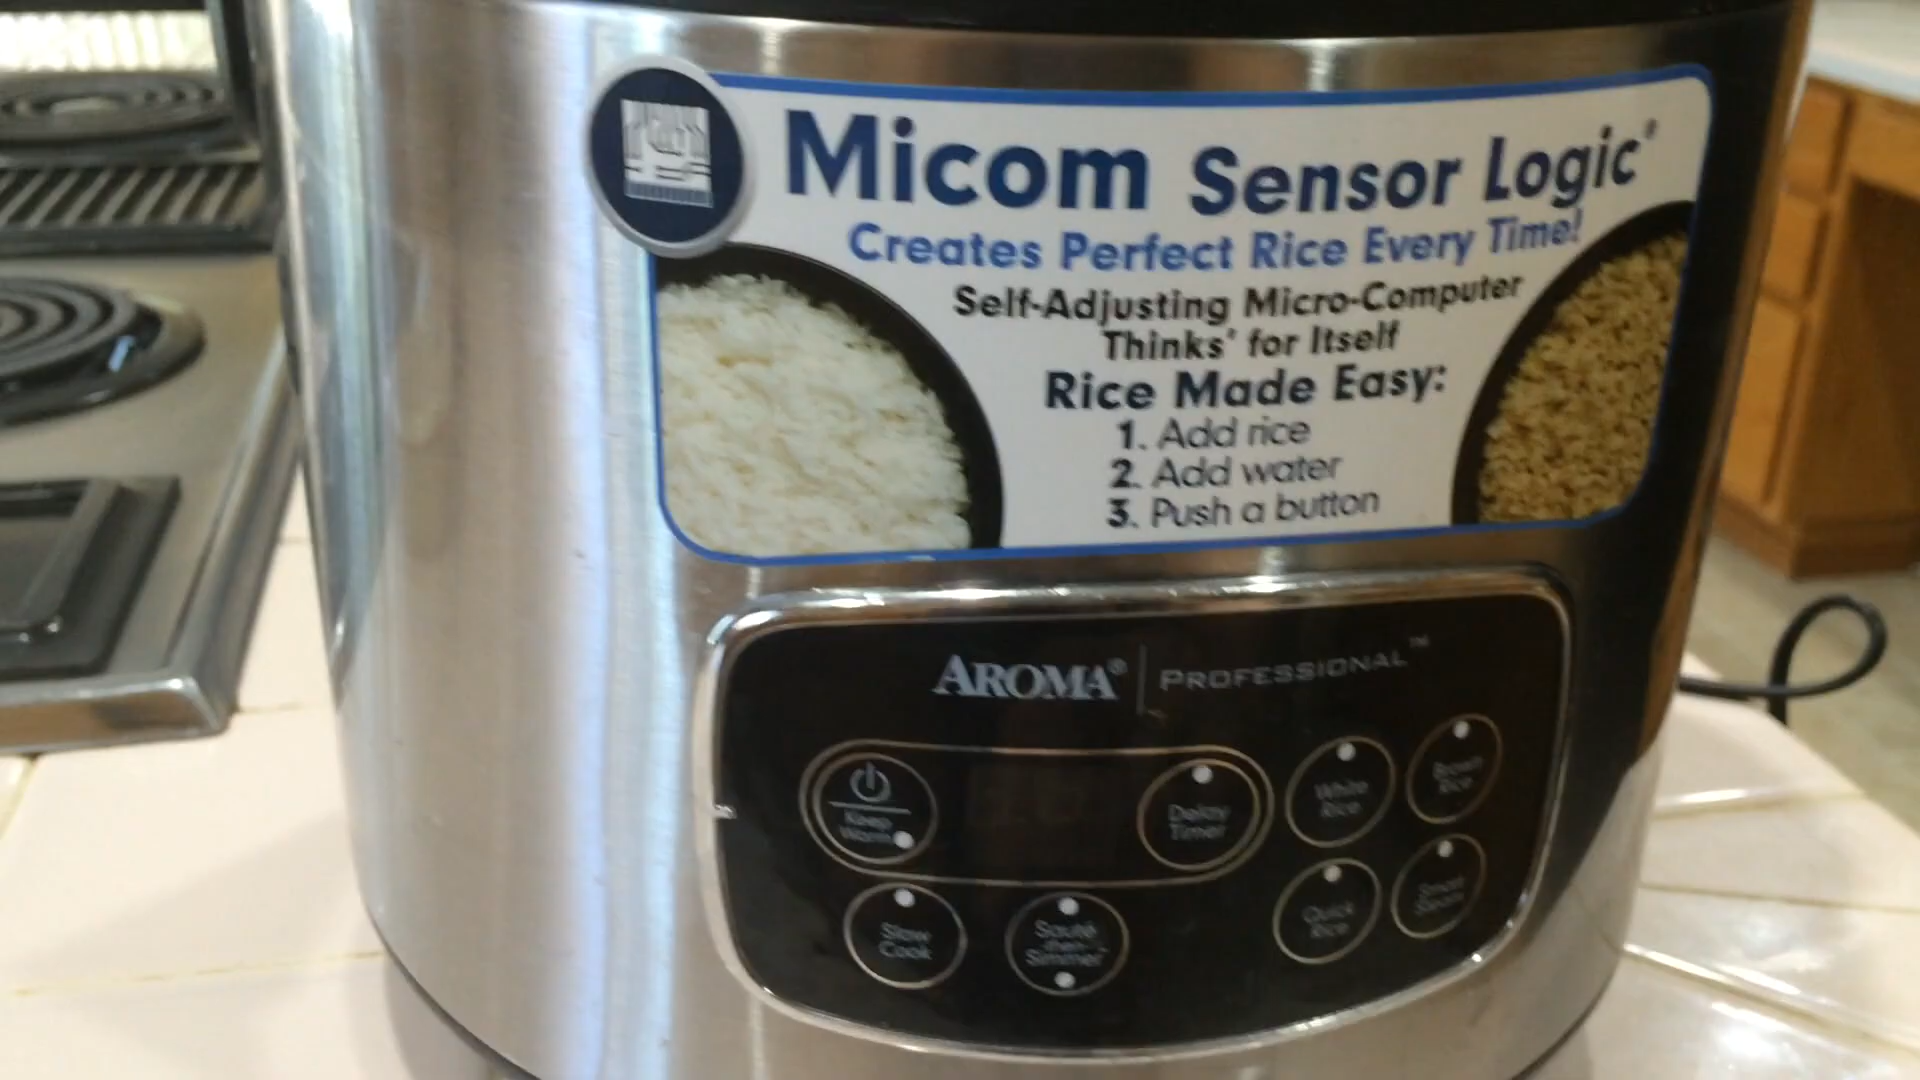 Micom Sensor Logic*
Creates Perfect Rice Every Time!
Self-Adjusting Micro-Computer
Thinks* for Itself
Rice Made Easy:
1. Add rice
2. Add water
3. Push a button
AROMA® | PROFESSIONAL™
Keep
Warm
Delay
Timer
White
Rice
Brown
Rice
Slow
Cook
Sauté
then
Simmer
Quick
Rice
Steam